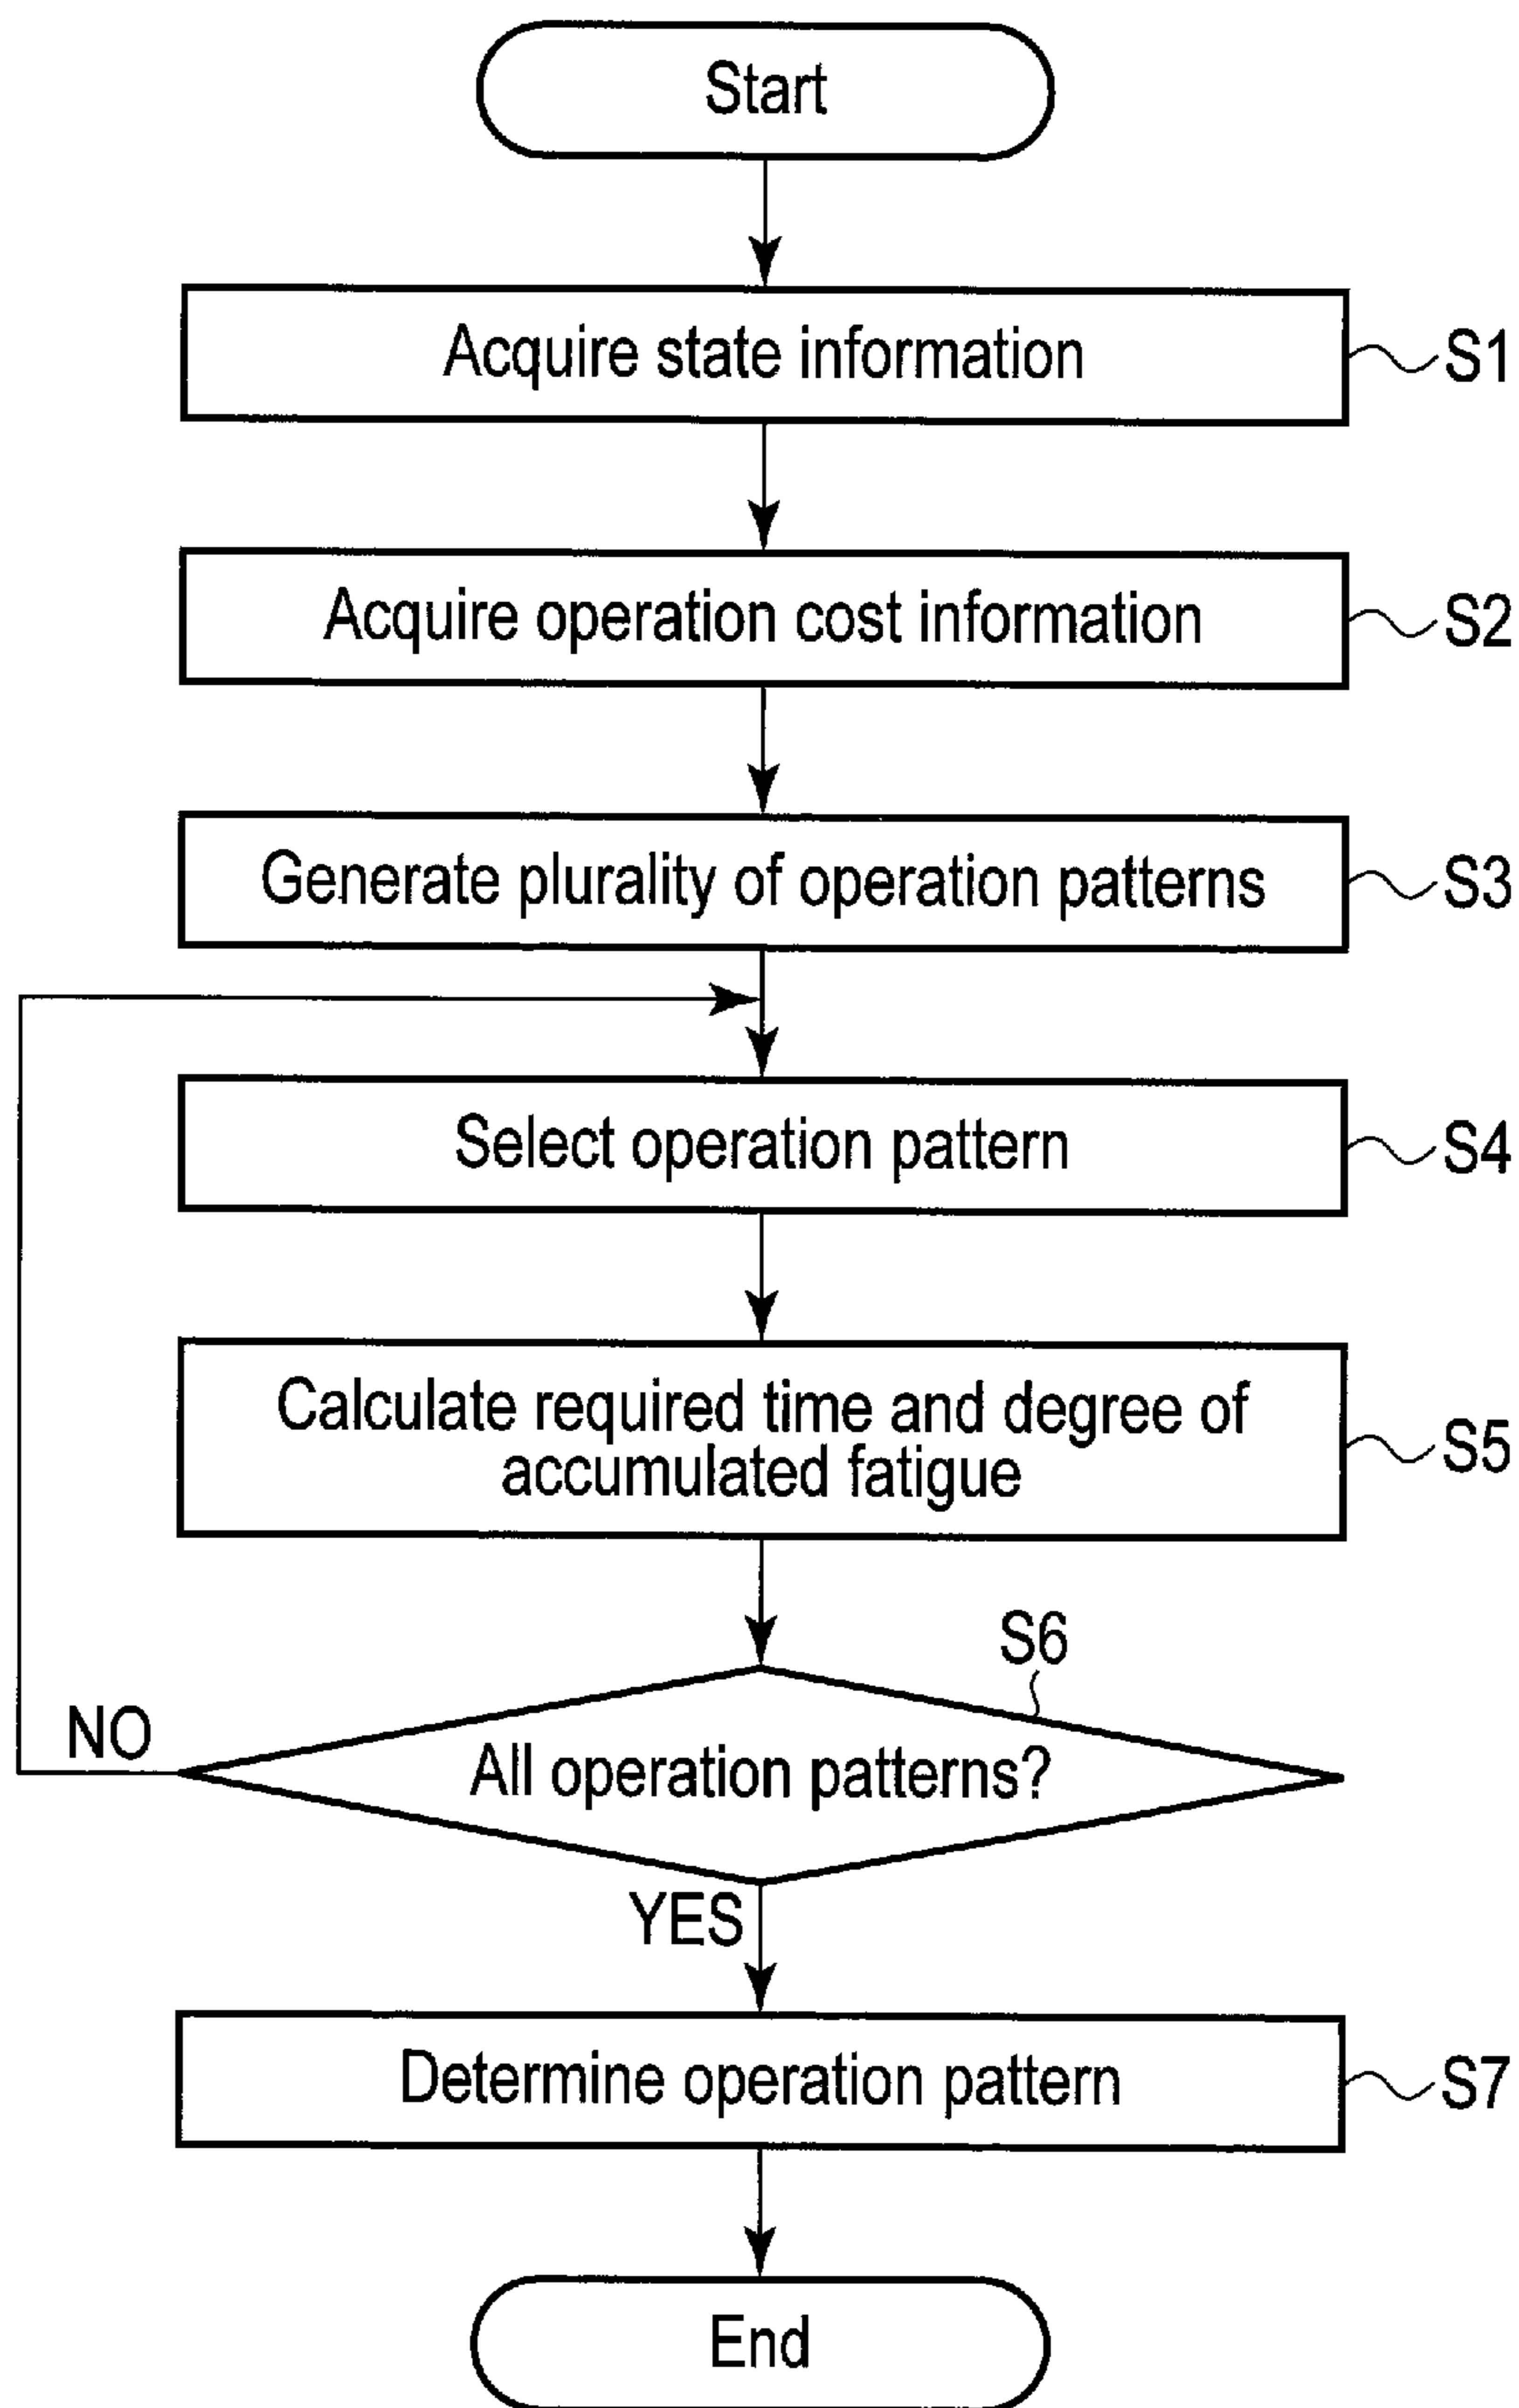 Start
Acquire state information
S1
Acquire operation cost information
S2
Generate plurality of operation patterns
S3
Select operation pattern
S4
Calculate required time and degree of
accumulated fatigue
S5
S6
NO
All operation patterns?
YES
Determine operation pattern
S7
End